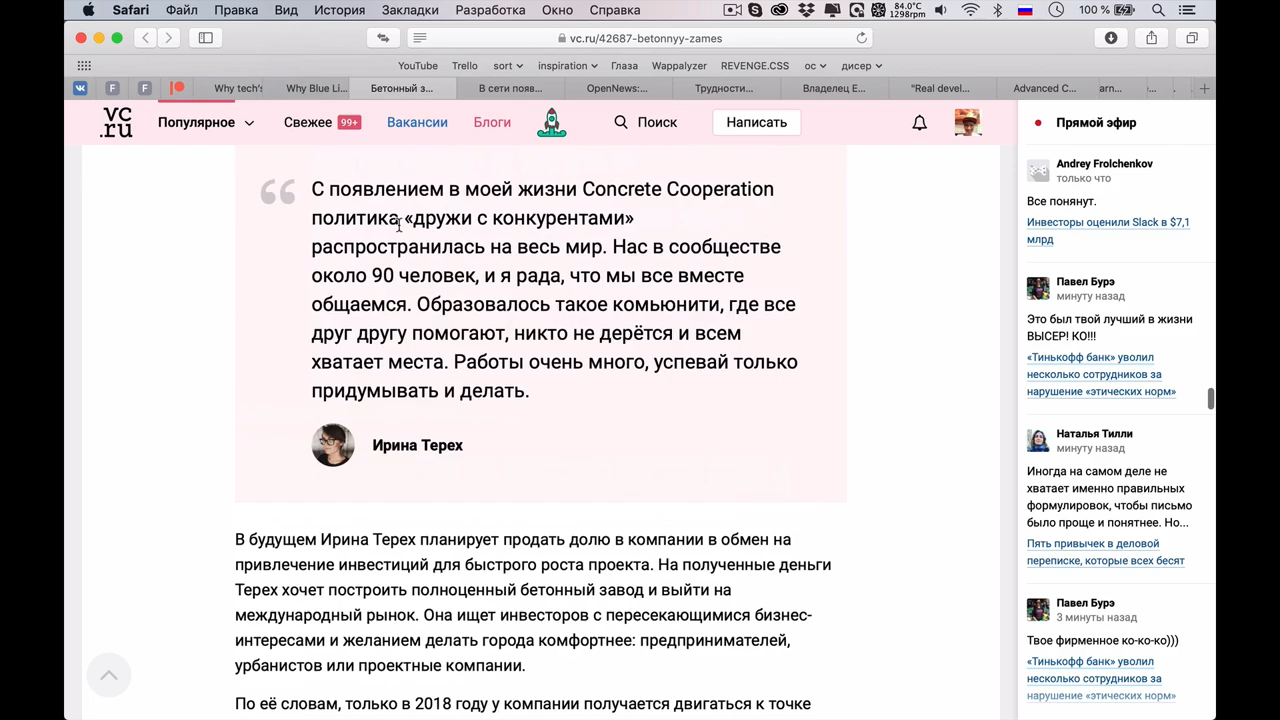 Safari Файл Правка Вид История Закладки Разработка Окно Справка 84.0°C 1298rpm 100 %
vc.ru/42687-betonnyy-zames
YouTube Trello sort inspiration Глаза Wappalyzer REVENGE.CSS ос дисер
F F Why tech's Why Blue Li... Бетонный з... В сети появ... OpenNews:... Трудности... Владелец Е... "Real devel... Advanced C... arn...
vc .ru Популярное Свежее 99+ Вакансии Блоги Поиск Написать
С появлением в моей жизни Concrete Cooperation
политика «дружи с конкурентами»
распространилась на весь мир. Нас в сообществе
около 90 человек, и я рада, что мы все вместе
общаемся. Образовалось такое комьюнити, где все
друг другу помогают, никто не дерётся и всем
хватает места. Работы очень много, успевай только
придумывать и делать.
Ирина Терех
В будущем Ирина Терех планирует продать долю в компании в обмен на
привлечение инвестиций для быстрого роста проекта. На полученные деньги
Терех хочет построить полноценный бетонный завод и выйти на
международный рынок. Она ищет инвесторов с пересекающимися бизнес-
интересами и желанием делать города комфортнее: предпринимателей,
урбанистов или проектные компании.
По её словам, только в 2018 году у компании получается двигаться к точке
Прямой эфир
Andrey Frolchenkov
только что
Все понянут.
Инвесторы оценили Slack в $7,1
млрд
Павел Бурэ
минуту назад
Это был твой лучший в жизни
ВЫСЕР! КО!!!
«Тинькофф банк» уволил
несколько сотрудников за
нарушение «этических норм»
Наталья Тилли
минуту назад
Иногда на самом деле не
хватает именно правильных
формулировок, чтобы письмо
было проще и понятнее. Но...
Пять привычек в деловой
переписке, которые всех бесят
Павел Бурэ
3 минуты назад
Твое фирменное ко-ко-ко)))
«Тинькофф банк» уволил
несколько сотрудников за
нарушение «этических норм»